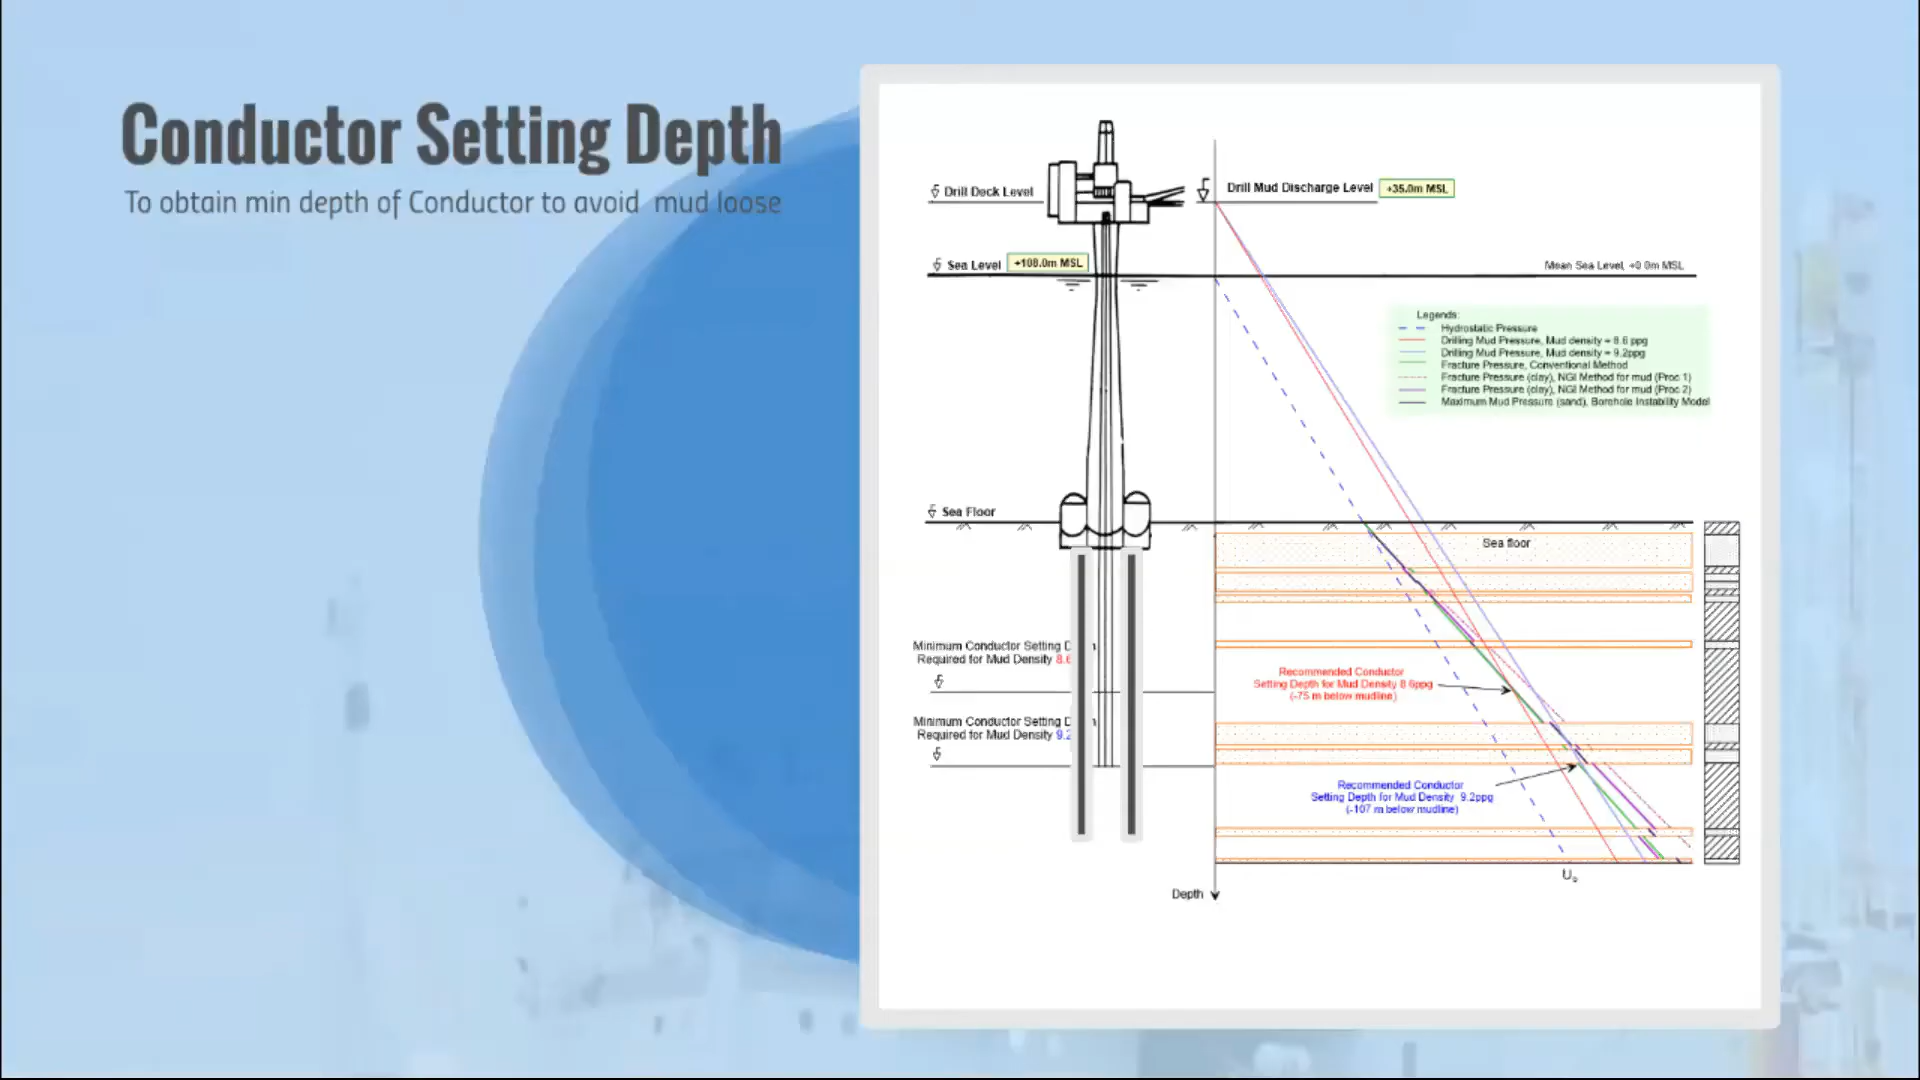 Conductor Setting Depth
To obtain min depth of Conductor to avoid mud loose
Drill Deck Level
Drill Mud Discharge Level +35.0m MSL
Sea Level +108.0m MSL
Mean Sea Level, +0.0m MSL
Legends:
Hydrostatic Pressure
Drilling Mud Pressure, Mud density = 8.6 ppg
Drilling Mud Pressure, Mud density = 9.2ppg
Fracture Pressure, Conventional Method
Fracture Pressure (clay), NGI Method for mud (Proc 1)
Fracture Pressure (clay), NGI Method for mud (Proc 2)
Maximum Mud Pressure (sand), Borehole Instability Model
Sea Floor
Sea floor
Minimum Conductor Setting D
Required for Mud Density 8.6
Recommended Conductor
Setting Depth for Mud Density 8.6ppg
(-75 m below mudline)
Minimum Conductor Setting D
Required for Mud Density 9.2
Recommended Conductor
Setting Depth for Mud Density 9.2ppg
(-107 m below mudline)
Depth